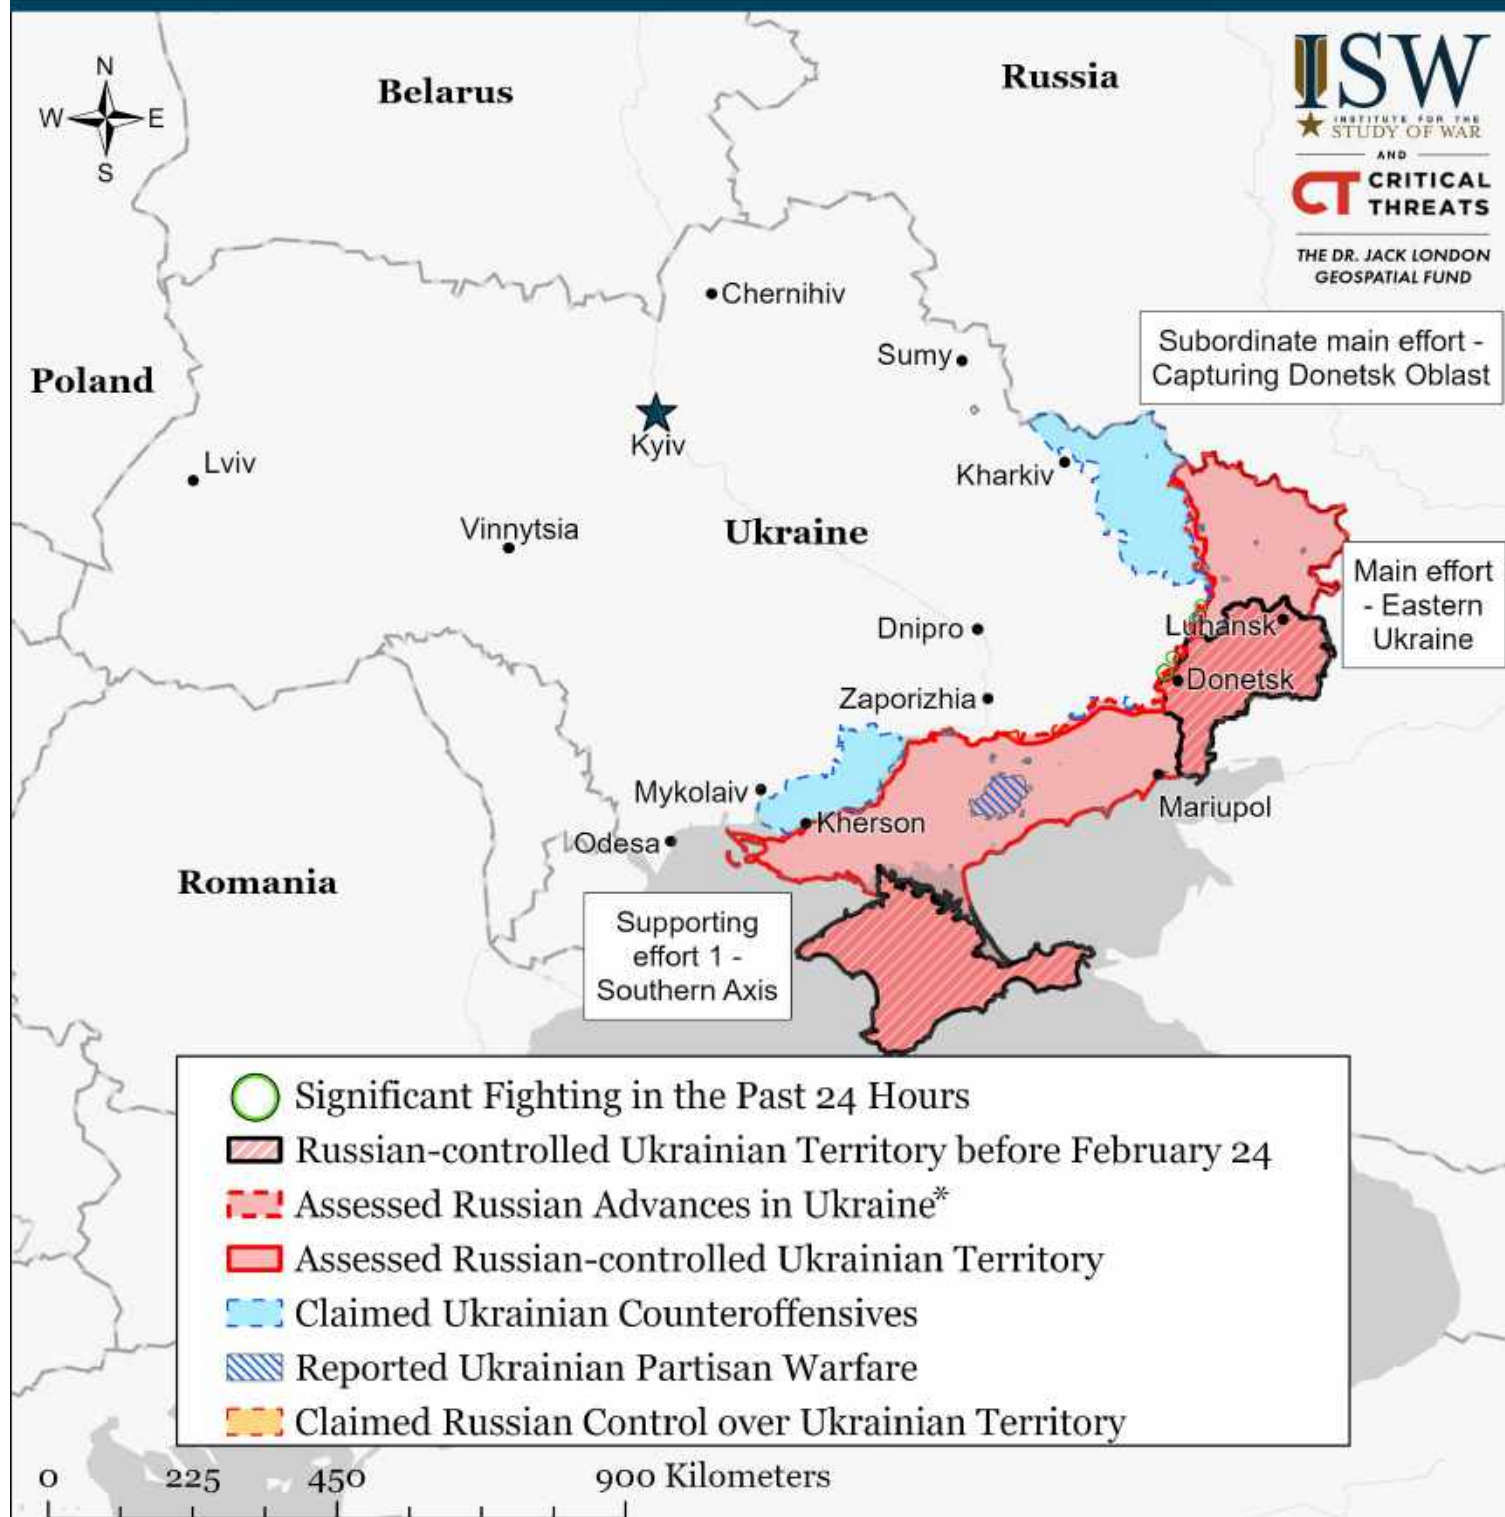 N
W
E
S
Belarus
Russia
ISW
INSTITUTE FOR THE
STUDY OF WAR
AND
CT CRITICAL
THREATS
THE DR. JACK LONDON
GEOSPATIAL FUND
Chernihiv
Subordinate main effort -
Capturing Donetsk Oblast
Sumy
Poland
Kyiv
Lviv
Kharkiv
Vinnytsia
Ukraine
Main effort
- Eastern
Ukraine
Dnipro
Luhansk
Donetsk
Zaporizhia
Mykolaiv
Mariupol
Kherson
Odesa
Romania
Supporting
effort 1 -
Southern Axis
Significant Fighting in the Past 24 Hours
Russian-controlled Ukrainian Territory before February 24
Assessed Russian Advances in Ukraine*
Assessed Russian-controlled Ukrainian Territory
Claimed Ukrainian Counteroffensives
Reported Ukrainian Partisan Warfare
Claimed Russian Control over Ukrainian Territory
0 225 450 900 Kilometers